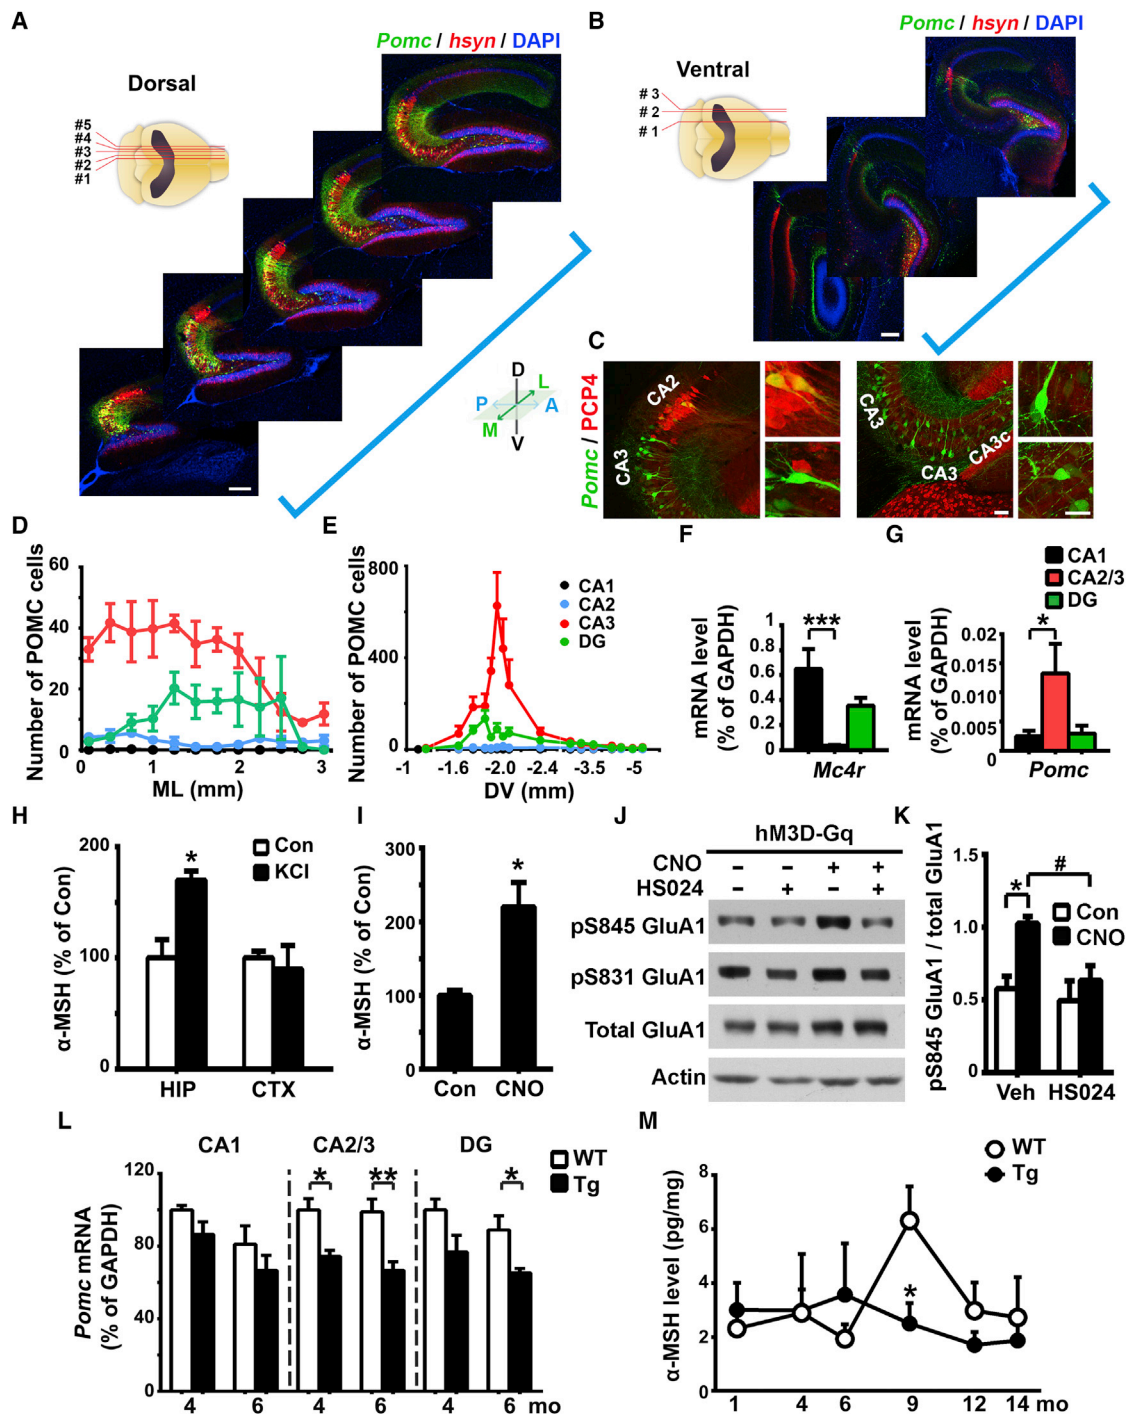 A
Pomc / hsyn / DAPI
Dorsal
#5
#4
#3
#2
#1
B
Pomc / hsyn / DAPI
Ventral
# 3
# 2
# 1
D
L
P
A
M
V
C
Pomc / PCP4
CA2
CA3
CA3
CA3
CA3c
D
Number of POMC cells
60
40
20
0
0
1
2
3
ML (mm)
E
Number of POMC cells
800
400
0
-1
-1.6
-2.0
-2.4
-3.5
-5
DV (mm)
CA1
CA2
CA3
DG
F
mRNA level
(% of GAPDH)
1
0.8
0.6
0.4
0.2
0
***
Mc4r
G
CA1
CA2/3
DG
mRNA level
(% of GAPDH)
0.02
0.015
0.01
0.005
0
*
Pomc
H
α-MSH (% of Con)
200
100
0
Con
KCl
*
HIP
CTX
I
α-MSH (% of Con)
300
200
100
0
*
Con
CNO
J
hM3D-Gq
CNO – – + +
HS024 – + – +
pS845 GluA1
pS831 GluA1
Total GluA1
Actin
K
pS845 GluA1 / total GluA1
1.5
1.0
0.5
0
*
#
Con
CNO
Veh
HS024
L
CA1
CA2/3
DG
WT
Tg
Pomc mRNA
(% of GAPDH)
120
80
40
0
*
**
*
4
6
4
6
4
6 mo
M
WT
Tg
α-MSH level (pg/mg)
8
6
4
2
0
*
1
4
6
9
12
14 mo